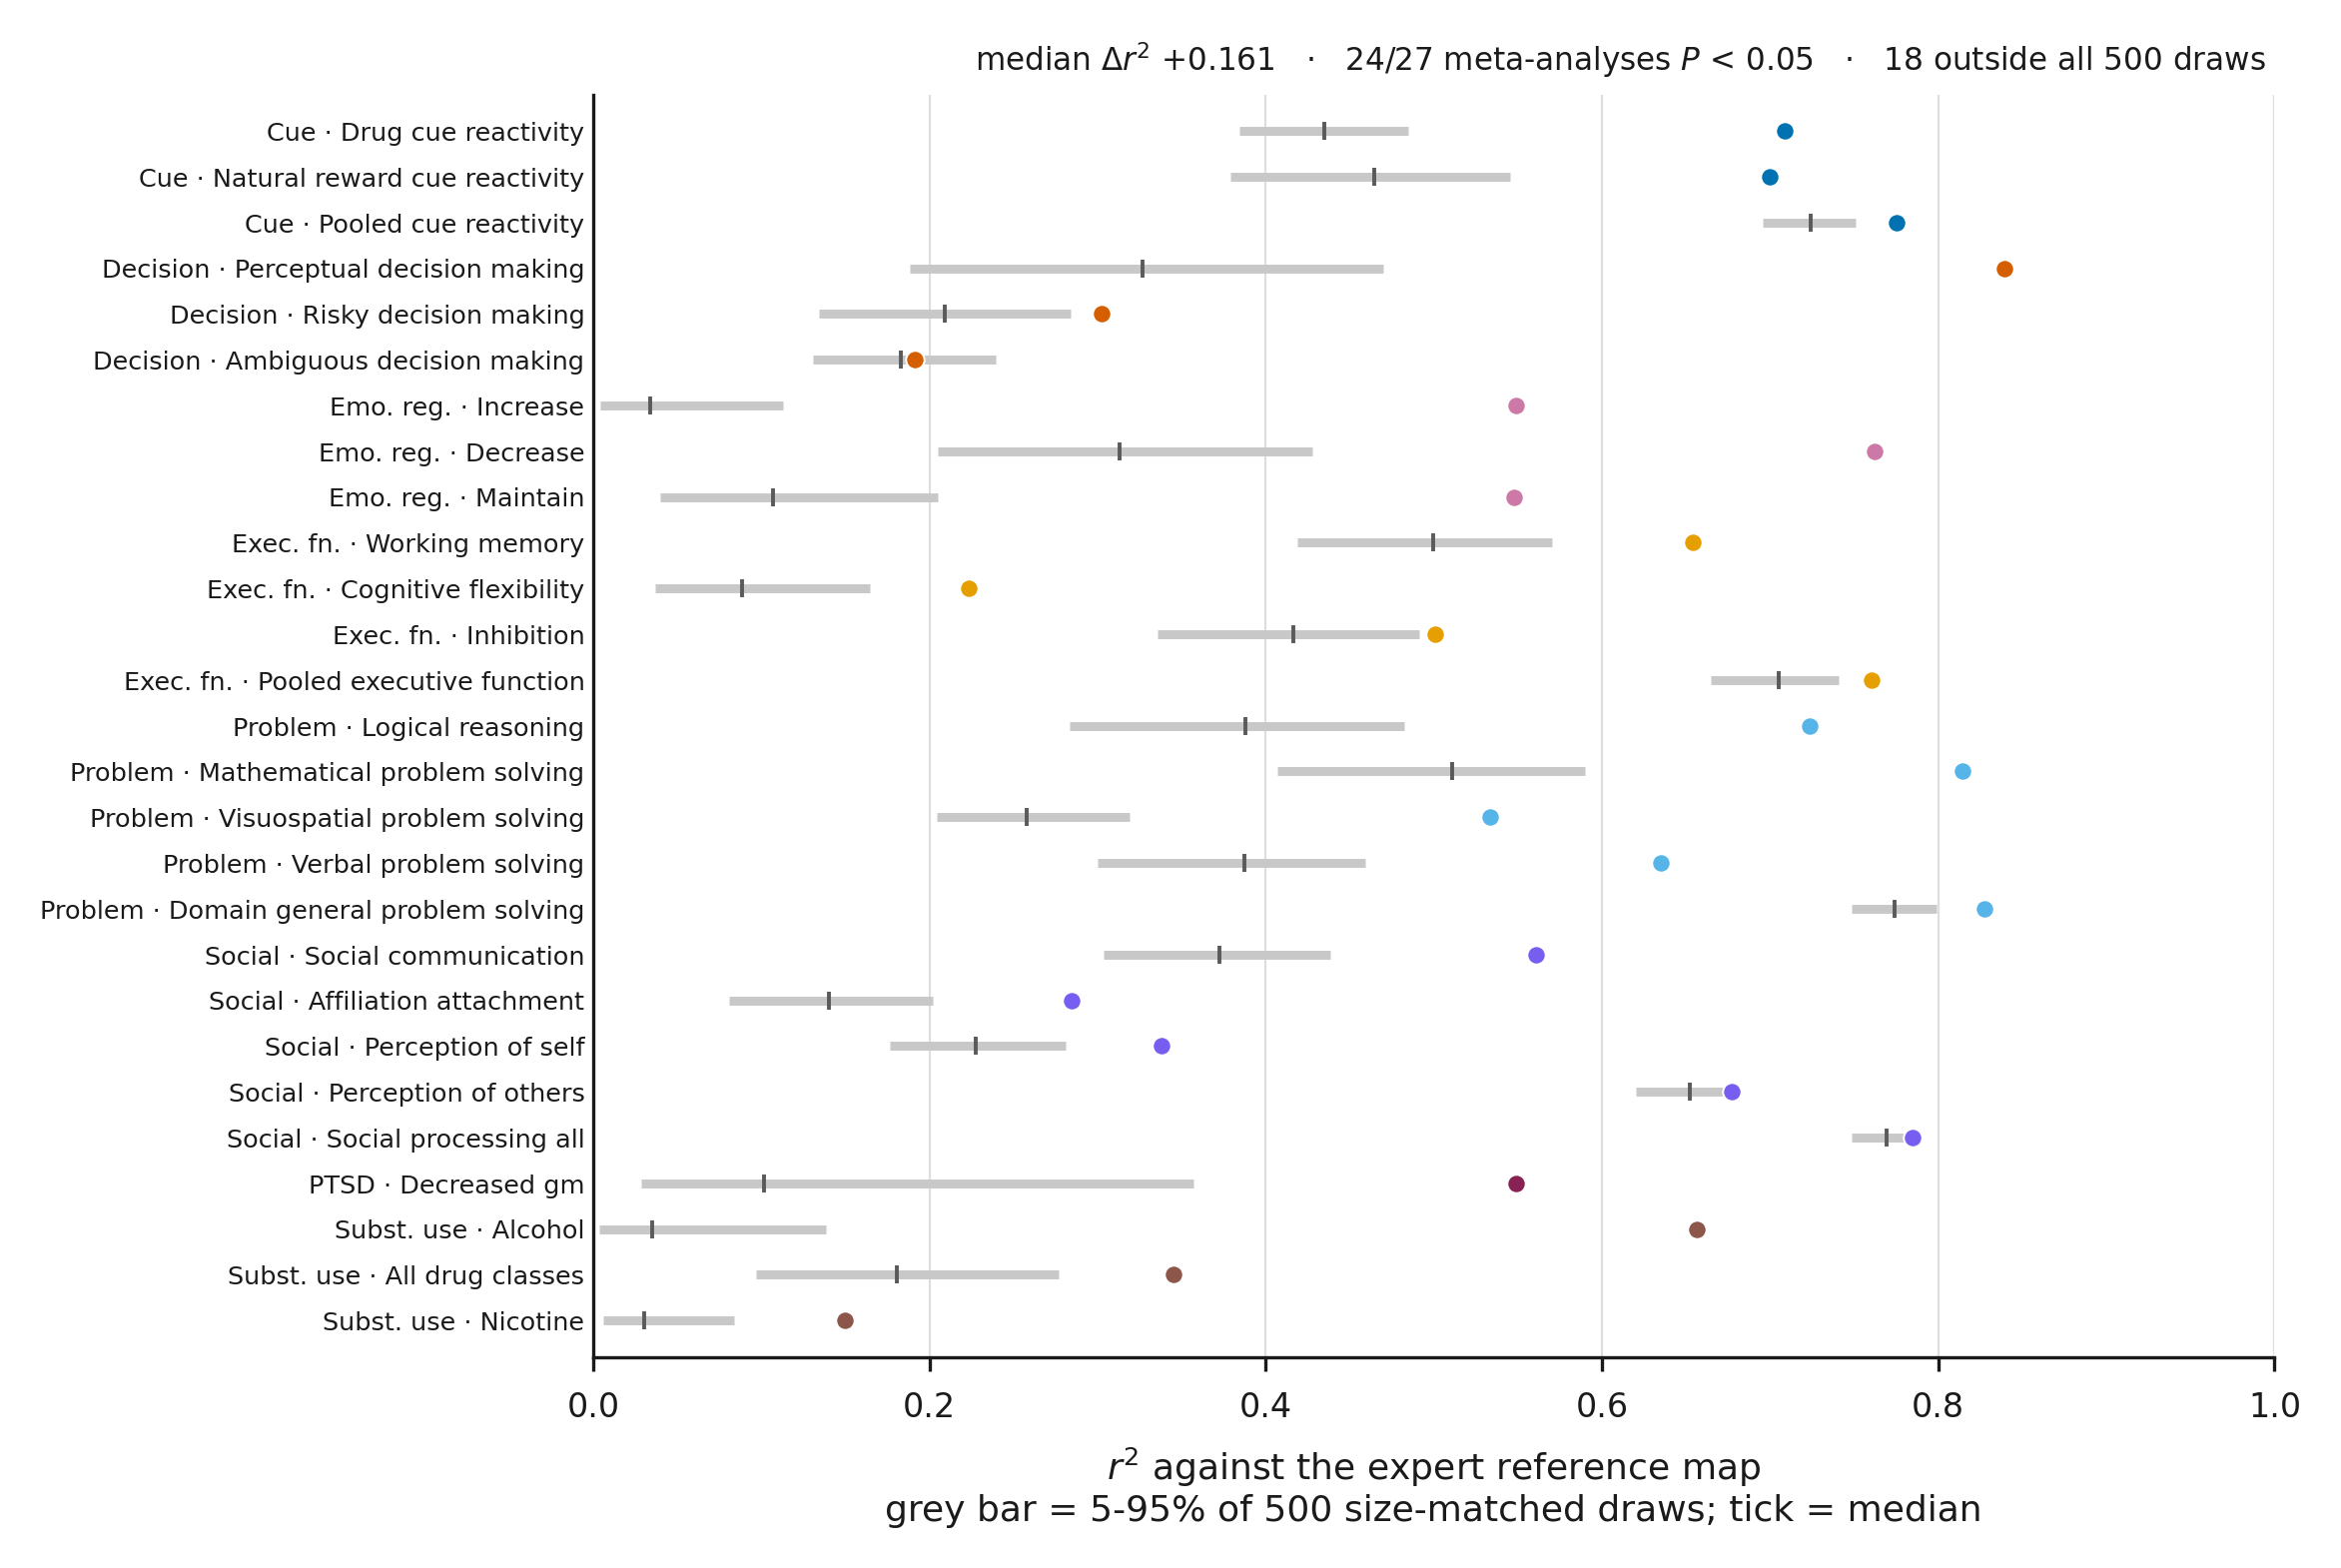 median Δr² +0.161 · 24/27 meta-analyses P < 0.05 · 18 outside all 500 draws
Cue · Drug cue reactivity
Cue · Natural reward cue reactivity
Cue · Pooled cue reactivity
Decision · Perceptual decision making
Decision · Risky decision making
Decision · Ambiguous decision making
Emo. reg. · Increase
Emo. reg. · Decrease
Emo. reg. · Maintain
Exec. fn. · Working memory
Exec. fn. · Cognitive flexibility
Exec. fn. · Inhibition
Exec. fn. · Pooled executive function
Problem · Logical reasoning
Problem · Mathematical problem solving
Problem · Visuospatial problem solving
Problem · Verbal problem solving
Problem · Domain general problem solving
Social · Social communication
Social · Affiliation attachment
Social · Perception of self
Social · Perception of others
Social · Social processing all
PTSD · Decreased gm
Subst. use · Alcohol
Subst. use · All drug classes
Subst. use · Nicotine
0.0 0.2 0.4 0.6 0.8 1.0
r² against the expert reference map
grey bar = 5-95% of 500 size-matched draws; tick = median